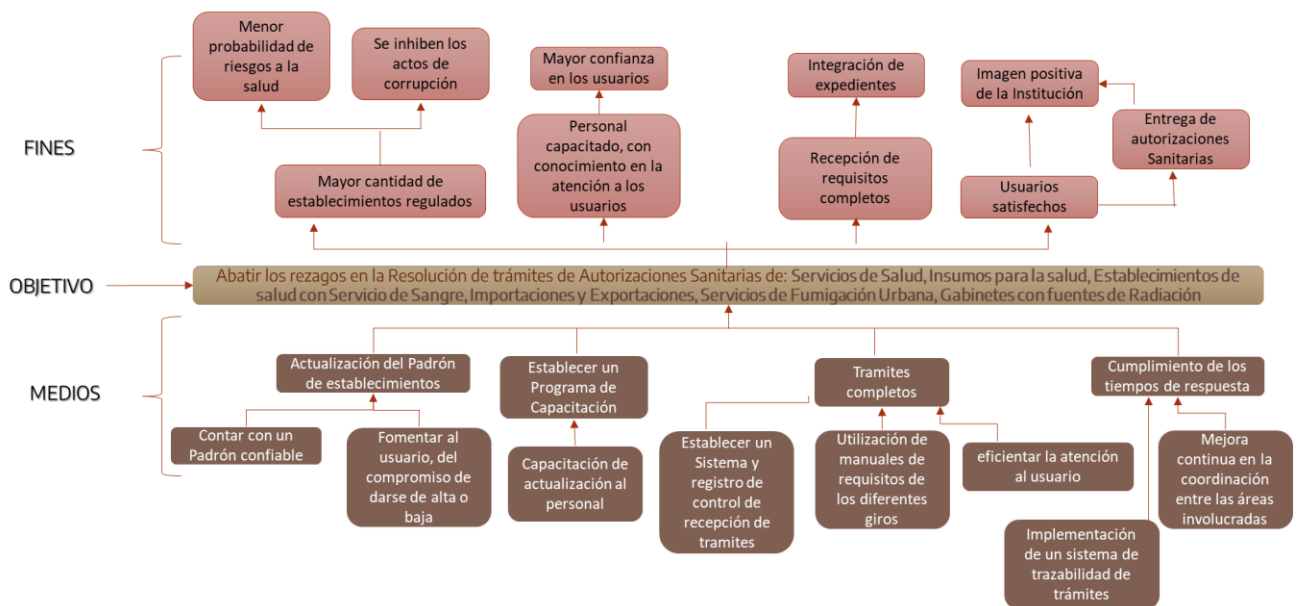 Menor
probabilidad de
riesgos a la
salud
Se inhiben los
actos de
corrupción
Mayor confianza
en los usuarios
Integración de
expedientes
Imagen positiva
de la Institución
FINES
Personal
capacitado, con
conocimiento en la
atención a los
usuarios
Entrega de
autorizaciones
Sanitarias
Recepción de
requisitos
completos
Mayor cantidad de
establecimientos regulados
Usuarios
satisfechos
OBJETIVO
Abatir los rezagos en la Resolución de trámites de Autorizaciones Sanitarias de: Servicios de Salud, Insumos para la salud, Establecimientos de
salud con Servicio de Sangre, Importaciones y Exportaciones, Servicios de Fumigación Urbana, Gabinetes con fuentes de Radiación
MEDIOS
Actualización del Padrón
de establecimientos
Establecer un
Programa de
Capacitación
Tramites
completos
Cumplimiento de los
tiempos de respuesta
Contar con un
Padrón confiable
Fomentar al
usuario, del
compromiso de
darse de alta o
baja
Capacitación de
actualización al
personal
Establecer un
Sistema y
registro de
control de
recepción de
tramites
Utilización de
manuales de
requisitos de
los diferentes
giros
eficientar la atención
al usuario
Mejora
continua en la
coordinación
entre las áreas
involucradas
Implementación
de un sistema de
trazabilidad de
trámites